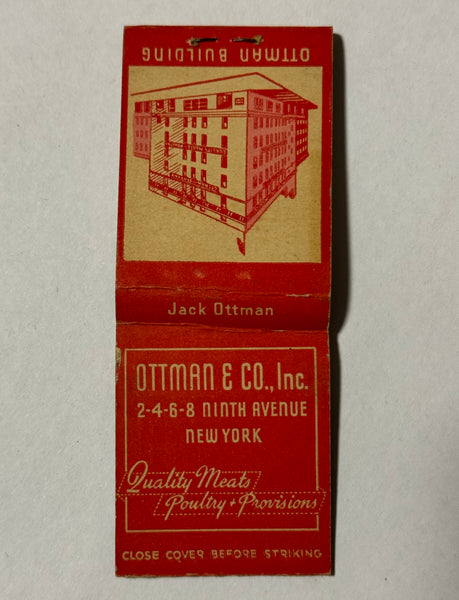 OTTMAN BUILDING
Jack Ottman
OTTMAN & CO., Inc.
2-4-6-8 NINTH AVENUE
NEW YORK
Quality Meats
Poultry + Provisions
CLOSE COVER BEFORE STRIKING